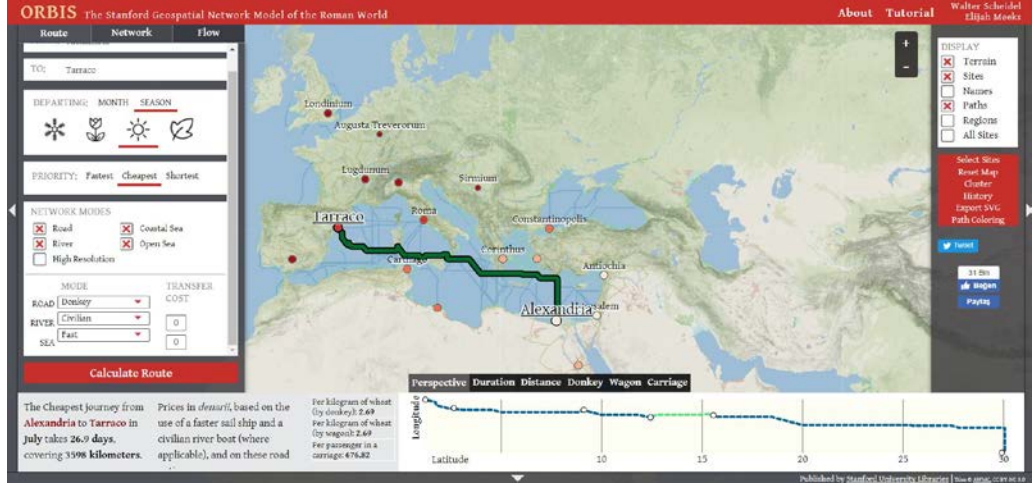 ORBIS The Stanford Geospatial Network Model of the Roman World
About Tutorial
Walter Scheidel
Elijah Meeks
Route Network Flow
TO: Tarraco
DEPARTING: MONTH SEASON
PRIORITY: Fastest Cheapest Shortest
NETWORK MODES
Road Coastal Sea
River Open Sea
High Resolution
MODE TRANSFER COST
ROAD Donkey
RIVER Civilian 0
SEA Fast 0
Calculate Route
Londinium
Augusta Treverorum
Lugdunum
Sirmium
Tarraco
Roma
Constantinopolis
Corinthus
Antiochia
Alexandria
+
-
DISPLAY
Terrain
Sites
Names
Paths
Regions
All Sites
Select Sites
Reset Map
Cluster
History
Export SVG
Path Coloring
Tweet
31 Bin
Beğen
Paylaş
Perspective Duration Distance Donkey Wagon Carriage
The Cheapest journey from
Alexandria to Tarraco in
July takes 26.9 days,
covering 3598 kilometers.
Prices in denarii, based on the
use of a faster sail ship and a
civilian river boat (where
applicable), and on these road
Per kilogram of wheat
(by donkey): 2.69
Per kilogram of wheat
(by wagon): 2.69
Per passenger in a
carriage: 676.82
Longitude
Latitude 10 15 20 25 30
Published by Stanford University Libraries